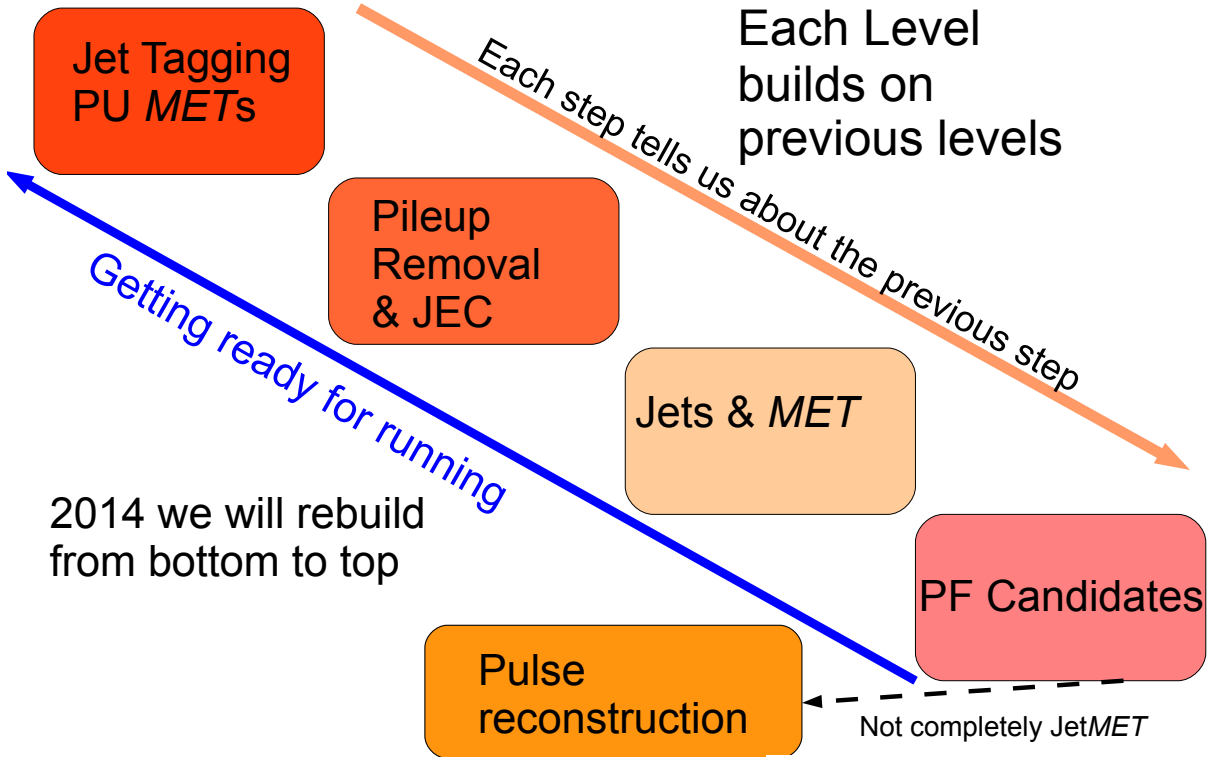 Jet Tagging
PU METs
Each Level
builds on
previous levels
Each step tells us about the previous step
Pileup
Removal
& JEC
Getting ready for running
Jets & MET
2014 we will rebuild
from bottom to top
PF Candidates
Pulse
reconstruction
Not completely JetMET